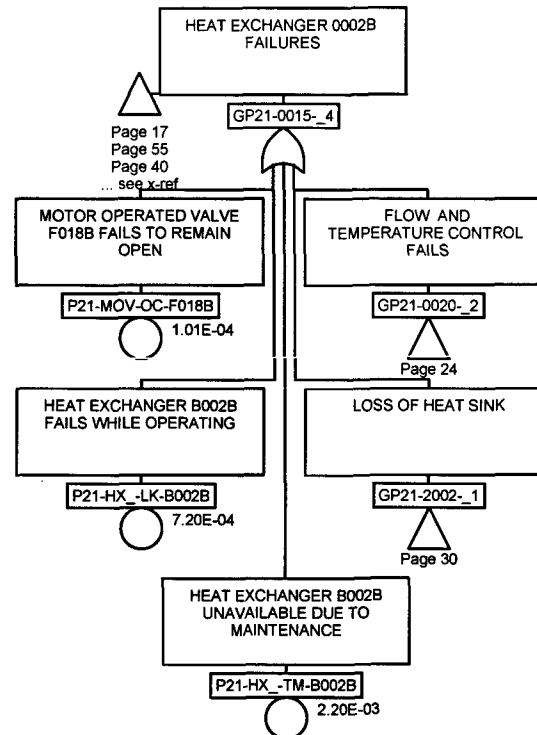 HEAT EXCHANGER 0002B
FAILURES
GP21-0015-_4
Page 17
Page 55
Page 40
... see x-ref
MOTOR OPERATED VALVE
F018B FAILS TO REMAIN
OPEN
P21-MOV-OC-F018B
1.01E-04
FLOW AND
TEMPERATURE CONTROL
FAILS
GP21-0020-_2
Page 24
HEAT EXCHANGER B002B
FAILS WHILE OPERATING
P21-HX_-LK-B002B
7.20E-04
LOSS OF HEAT SINK
GP21-2002-_1
Page 30
HEAT EXCHANGER B002B
UNAVAILABLE DUE TO
MAINTENANCE
P21-HX_-TM-B002B
2.20E-03